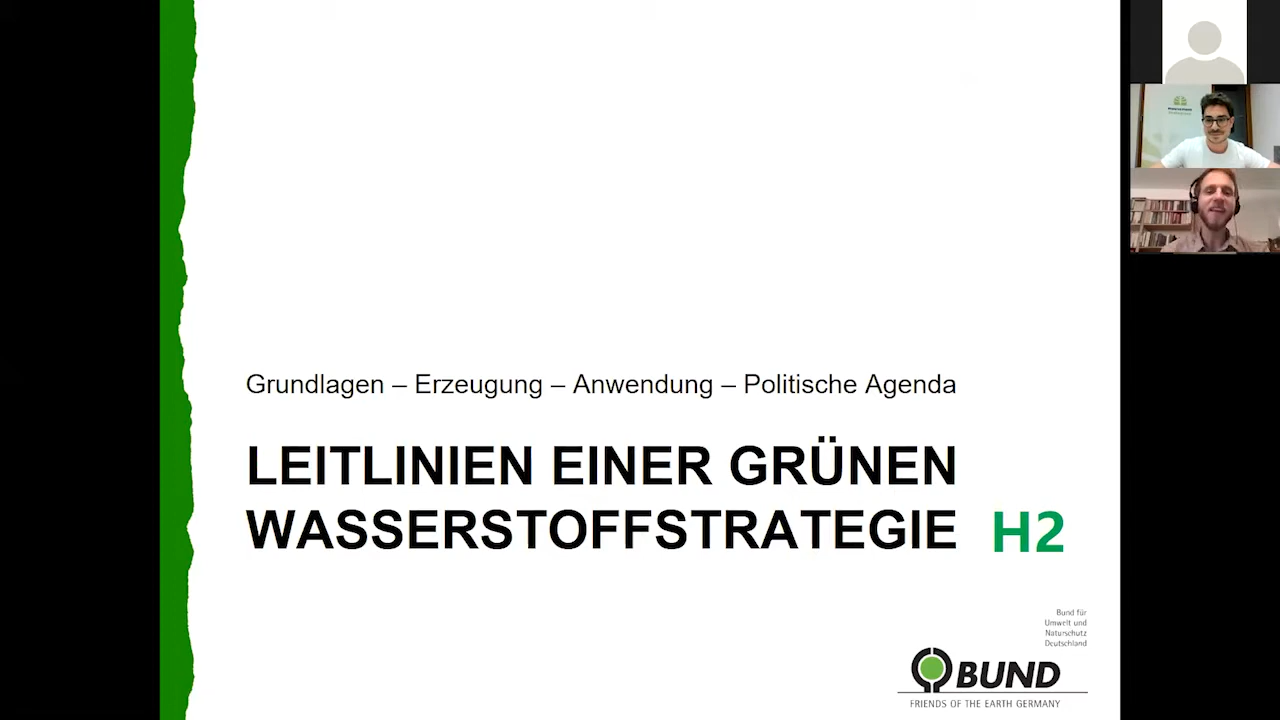 Grundlagen – Erzeugung – Anwendung – Politische Agenda
LEITLINIEN EINER GRÜNEN
WASSERSTOFFSTRATEGIE H2
Bund für
Umwelt und
Naturschutz
Deutschland
BUND
FRIENDS OF THE EARTH GERMANY